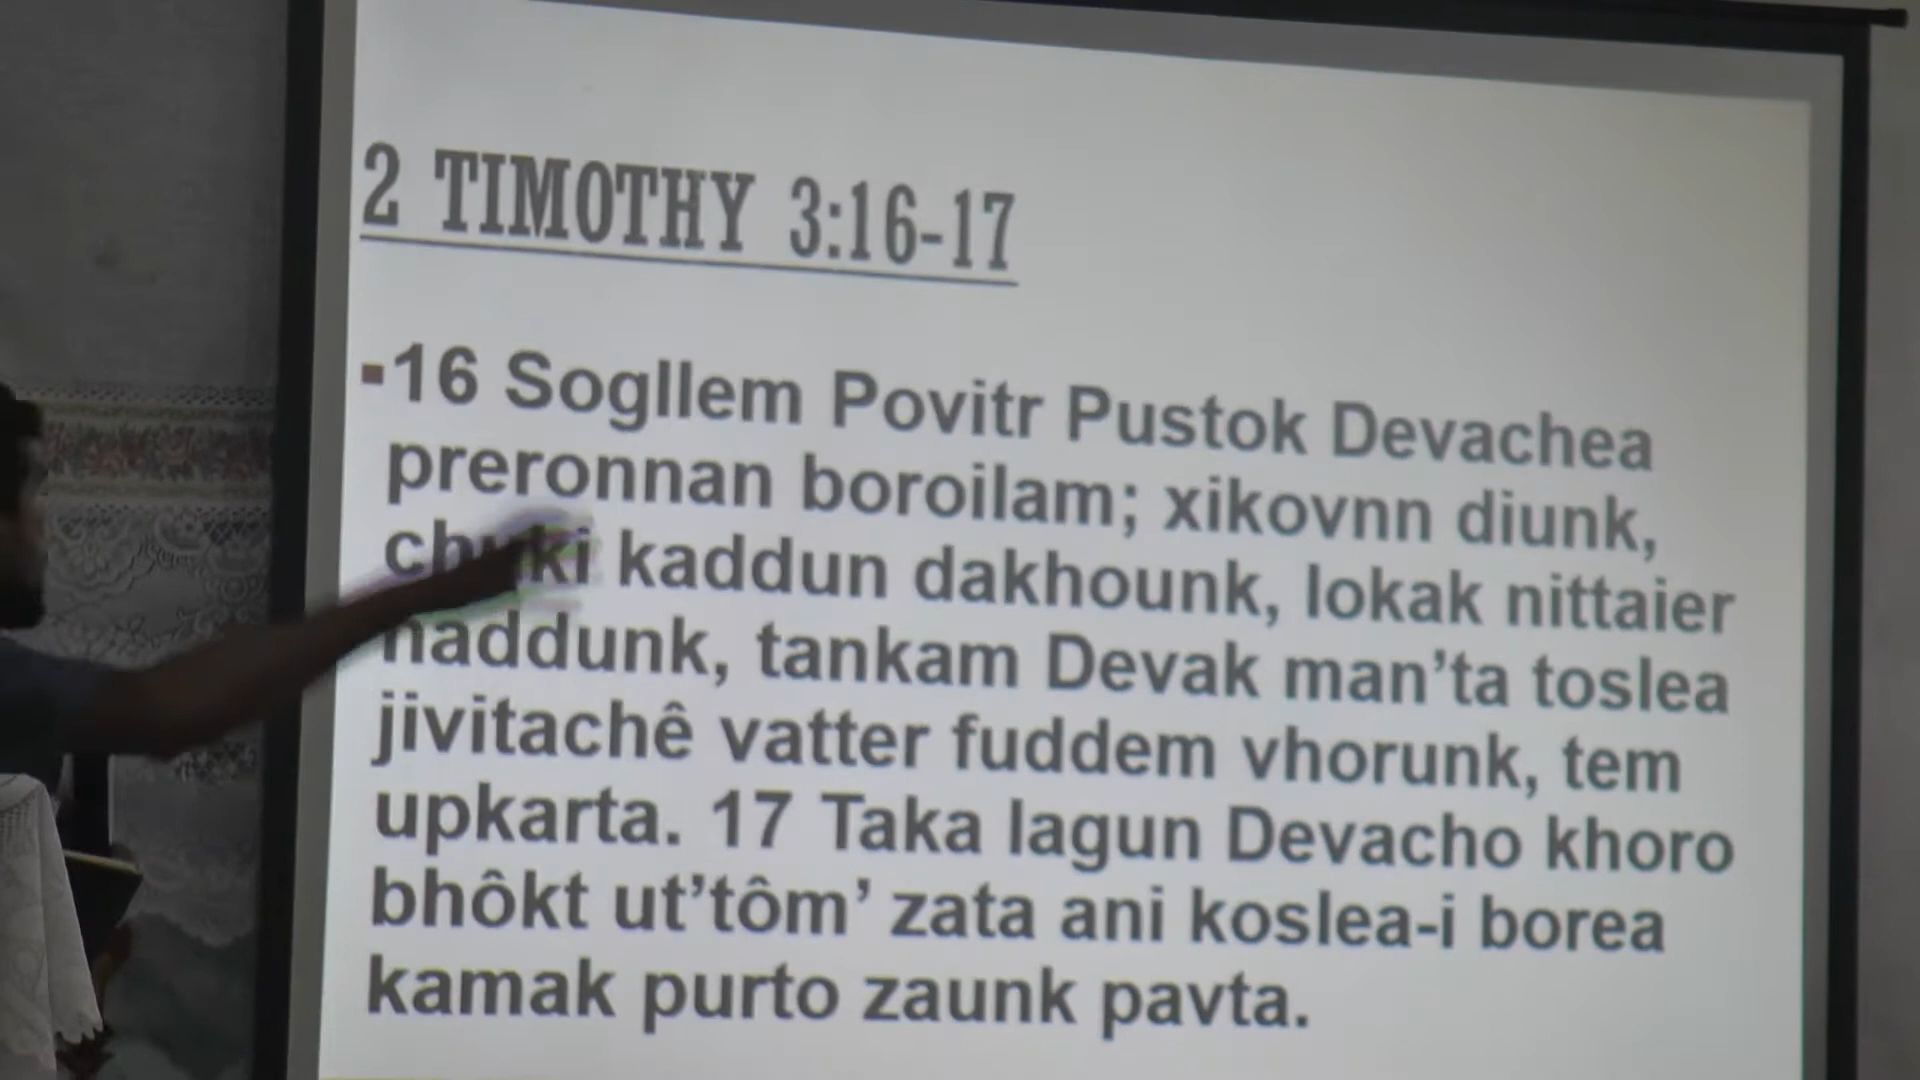 2 TIMOTHY 3:16-17
▪16 Sogllem Povitr Pustok Devachea
preronnan boroilam; xikovnn diunk,
kaddun dakhounk, lokak nittaier
haddunk, tankam Devak man’ta toslea
jivitachê vatter fuddem vhorunk, tem
upkarta. 17 Taka lagun Devacho khoro
bhôkt ut’tôm’ zata ani koslea-i borea
kamak purto zaunk pavta.